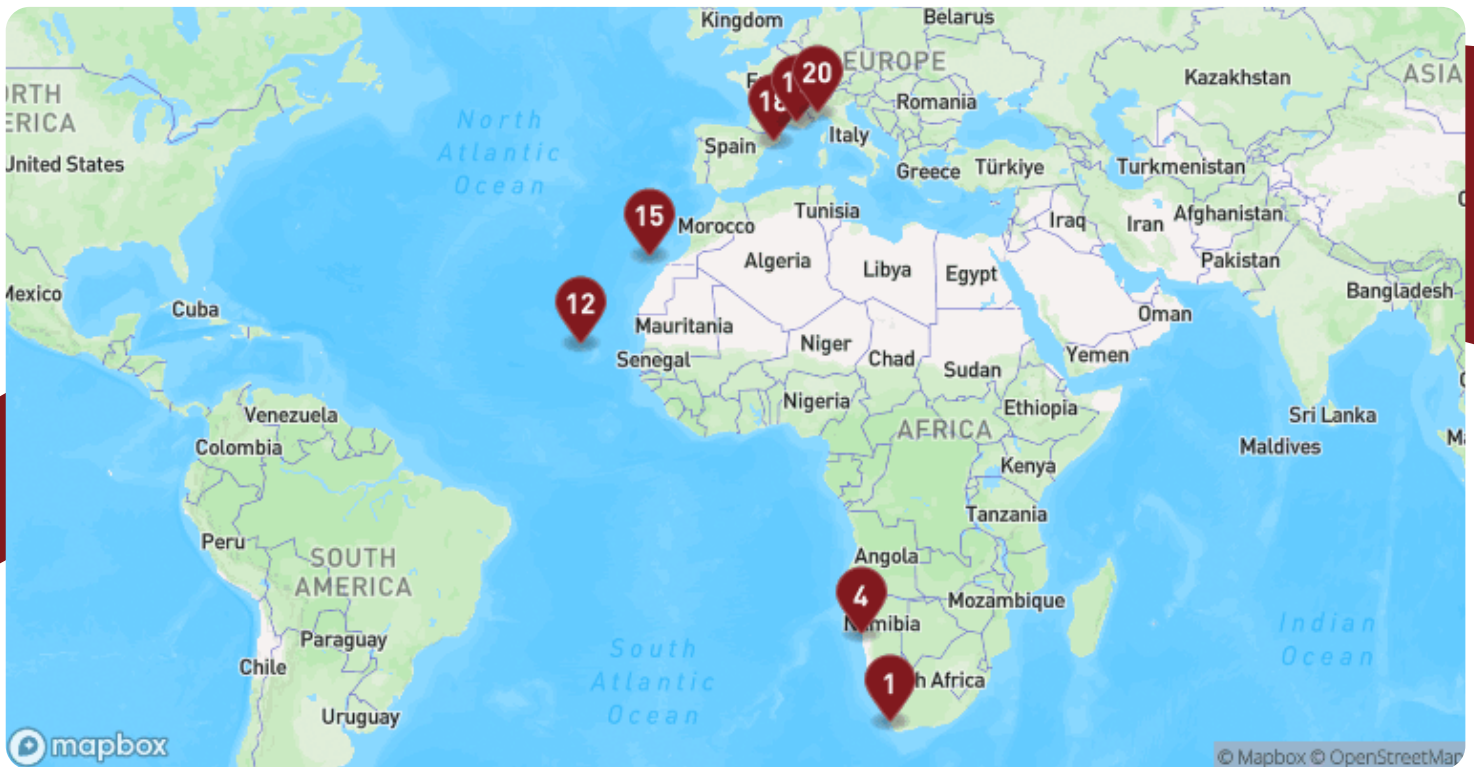 Kingdom
Belarus
EUROPE
20
1
18
Kazakhstan
ASIA
ORTH
ERICA
Romania
North
Atlantic
Ocean
Spain
Italy
United States
Greece
Türkiye
Turkmenistan
15
Morocco
Tunisia
Iraq
Iran
Afghanistan
Algeria
Libya
Egypt
Pakistan
Mexico
Cuba
12
Bangladesh
Oman
Mauritania
Niger
Chad
Sudan
Yemen
Senegal
Nigeria
Ethiopia
Venezuela
Sri Lanka
Colombia
AFRICA
Maldives
Kenya
Tanzania
Peru
SOUTH
AMERICA
Angola
4
Mozambique
Namibia
Indian
Ocean
Paraguay
Chile
South
Atlantic
Ocean
1
h Africa
Uruguay
mapbox
© Mapbox © OpenStreetMap